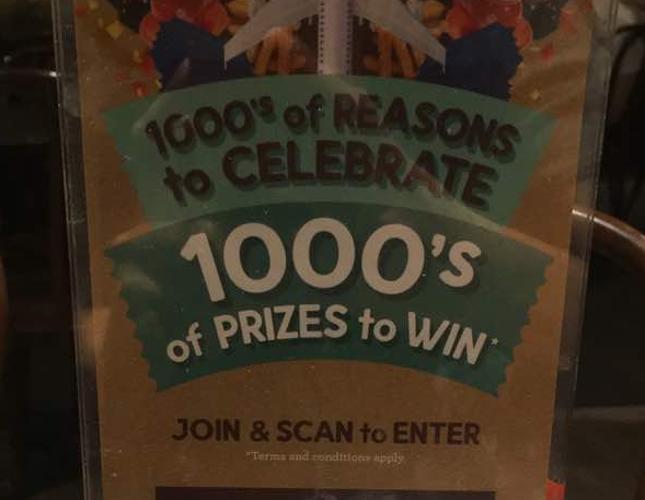 1000's of REASONS
to CELEBRATE
1000's
of PRIZES to WIN*
JOIN & SCAN to ENTER
*Terms and conditions apply.